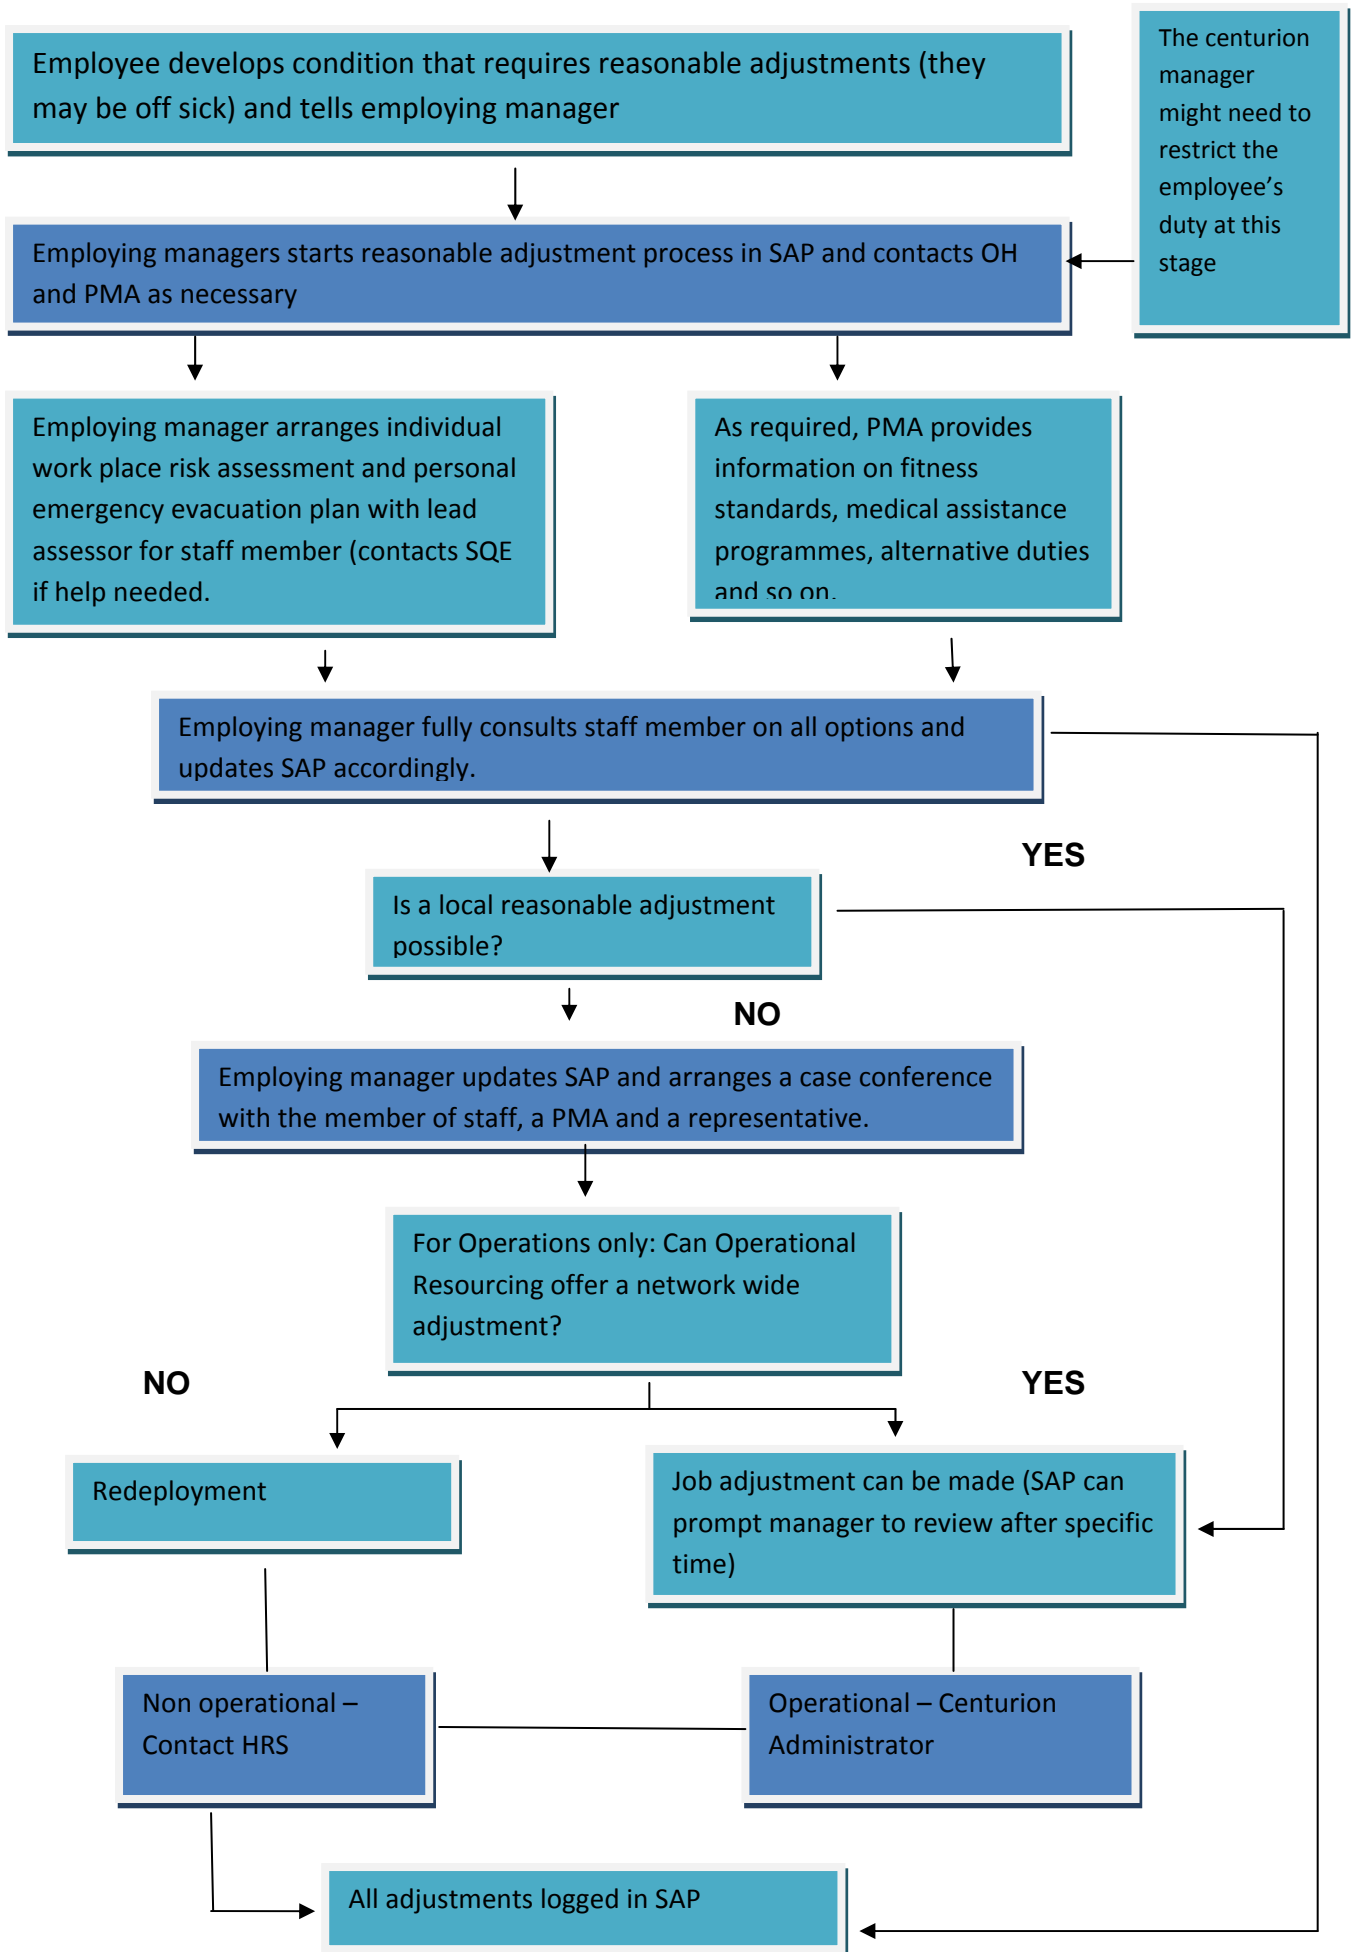 Employee develops condition that requires reasonable adjustments (they
may be off sick) and tells employing manager
The centurion
manager
might need to
restrict the
employee’s
duty at this
stage
Employing managers starts reasonable adjustment process in SAP and contacts OH
and PMA as necessary
Employing manager arranges individual
work place risk assessment and personal
emergency evacuation plan with lead
assessor for staff member (contacts SQE
if help needed.
As required, PMA provides
information on fitness
standards, medical assistance
programmes, alternative duties
and so on.
Employing manager fully consults staff member on all options and
updates SAP accordingly.
YES
Is a local reasonable adjustment
possible?
NO
Employing manager updates SAP and arranges a case conference
with the member of staff, a PMA and a representative.
For Operations only: Can Operational
Resourcing offer a network wide
adjustment?
NO
YES
Redeployment
Job adjustment can be made (SAP can
prompt manager to review after specific
time)
Non operational –
Contact HRS
Operational – Centurion
Administrator
All adjustments logged in SAP